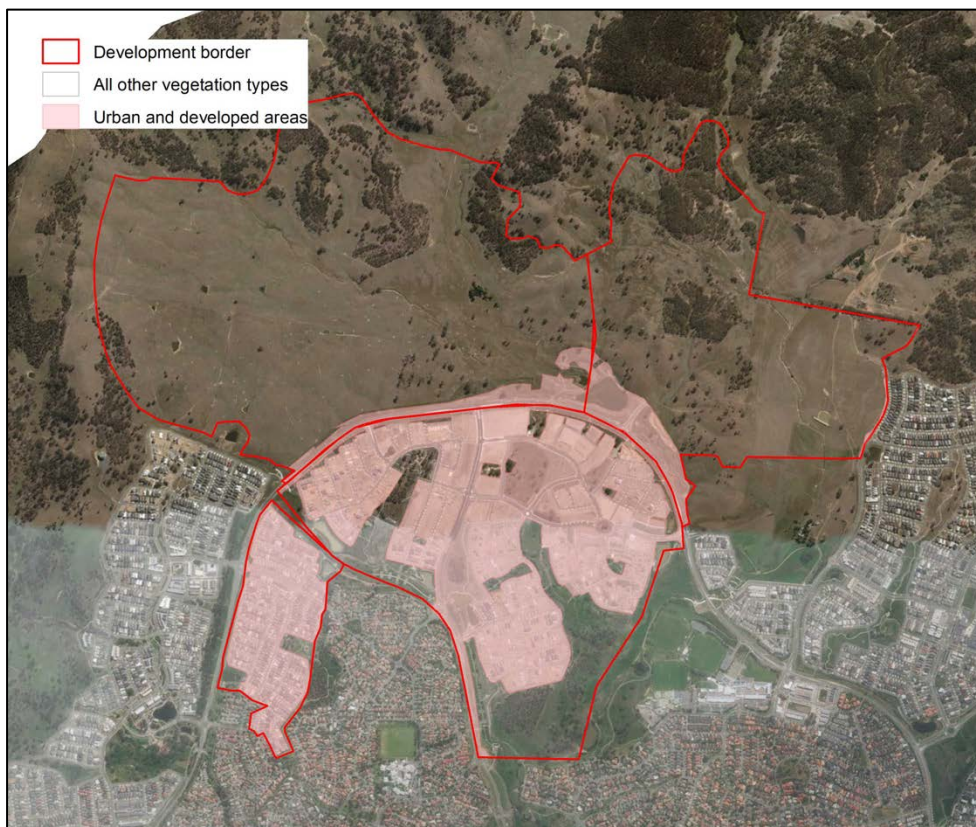 Development border
All other vegetation types
Urban and developed areas